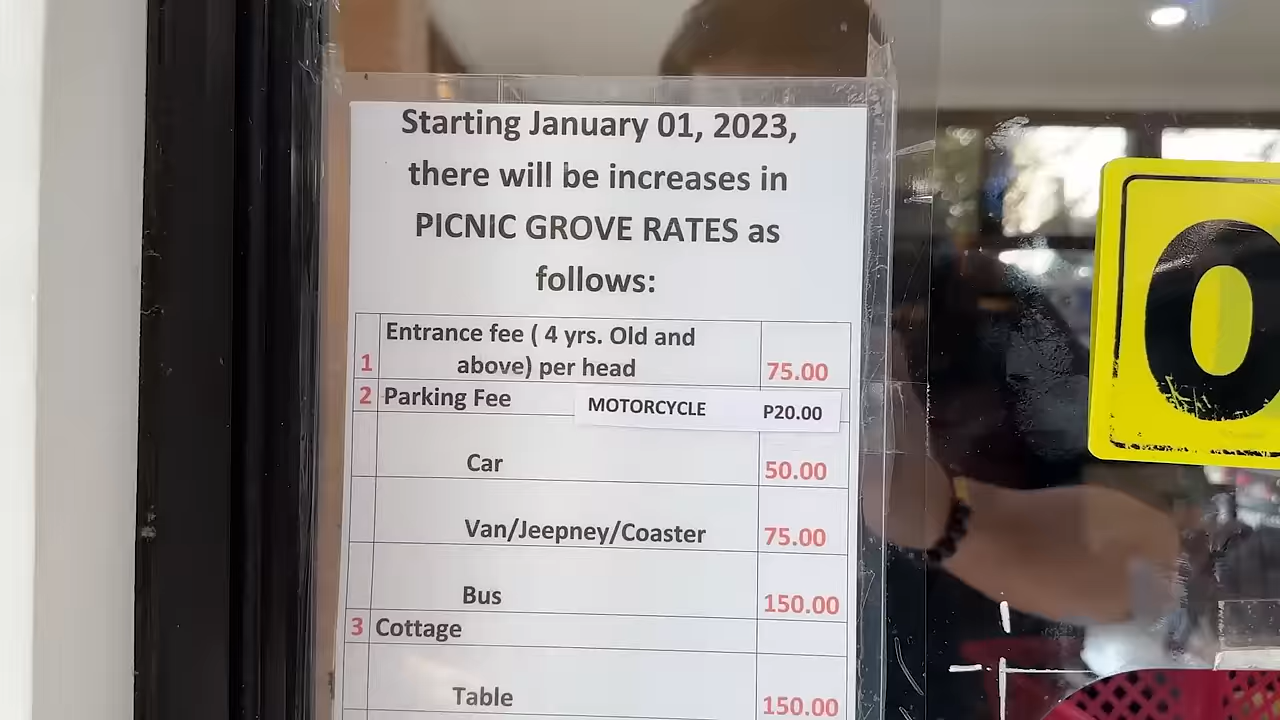 Starting January 01, 2023,
there will be increases in
PICNIC GROVE RATES as
follows:
1 Entrance fee ( 4 yrs. Old and
above) per head 75.00
2 Parking Fee MOTORCYCLE P20.00
Car 50.00
Van/Jeepney/Coaster 75.00
Bus 150.00
3 Cottage
Table 150.00
O